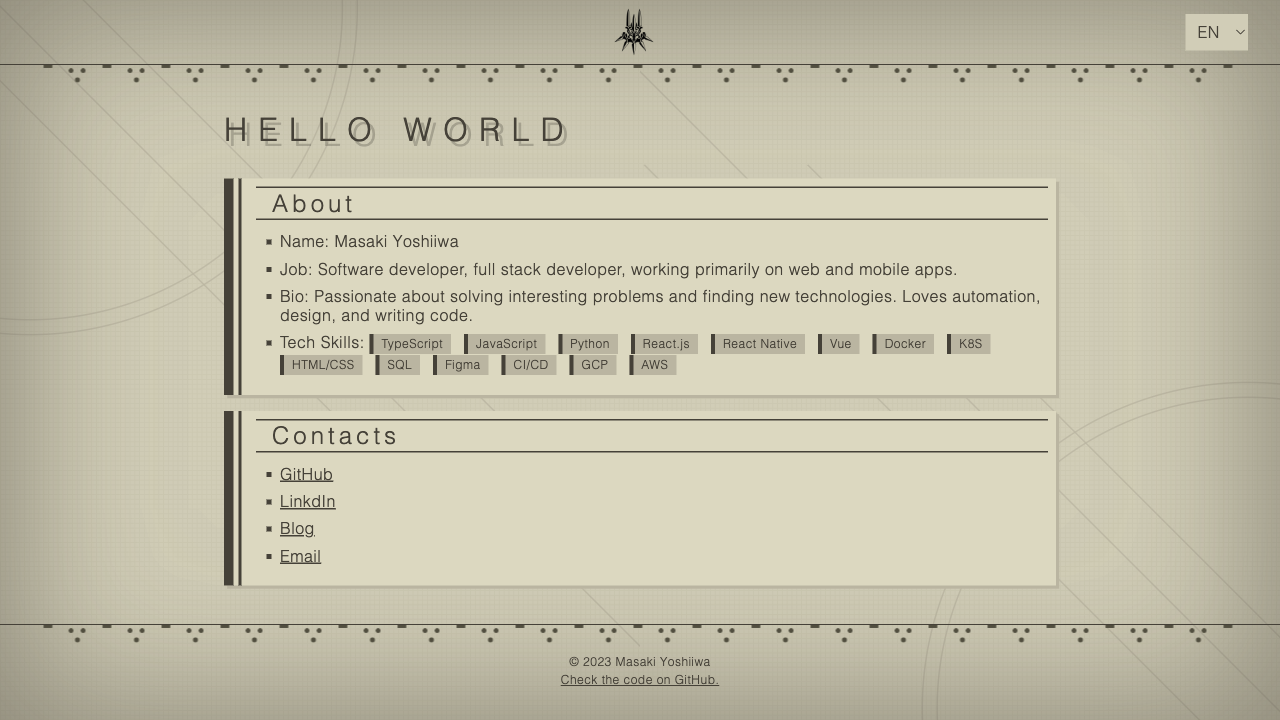 EN
HELLO WORLD
About
Name: Masaki Yoshiiwa
Job: Software developer, full stack developer, working primarily on web and mobile apps.
Bio: Passionate about solving interesting problems and finding new technologies. Loves automation,
design, and writing code.
Tech Skills: TypeScript JavaScript Python React.js React Native Vue Docker K8S
HTML/CSS SQL Figma CI/CD GCP AWS
Contacts
GitHub
LinkdIn
Blog
Email
© 2023 Masaki Yoshiiwa
Check the code on GitHub.